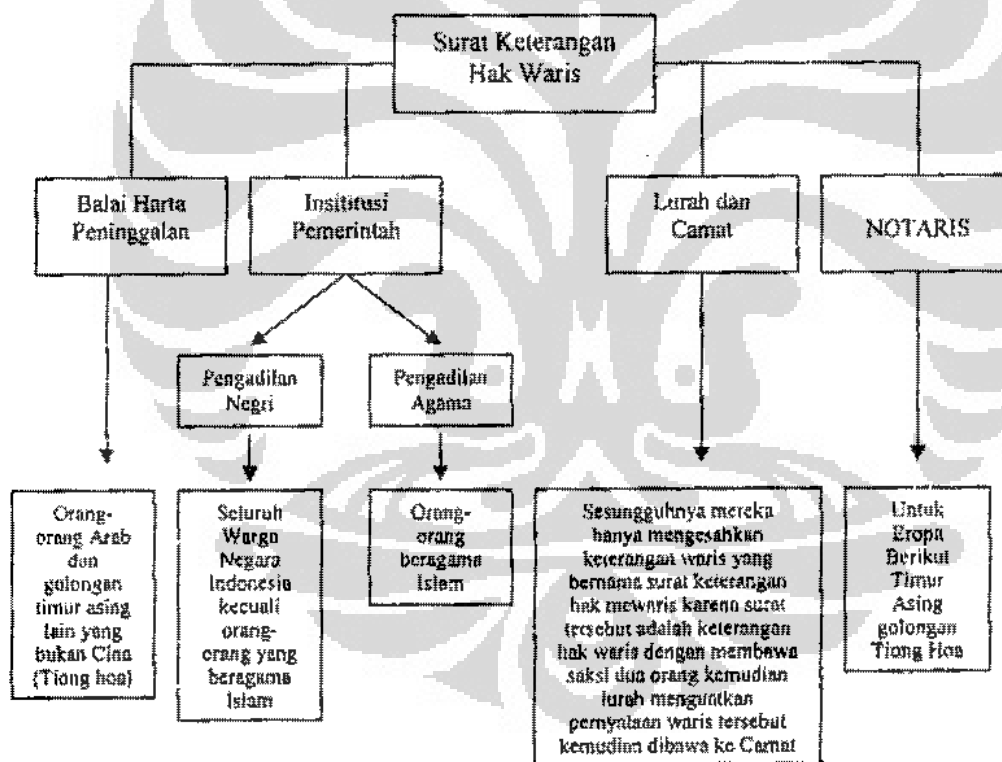 Surat Keterangan
Hak Waris
Balai Harta
Peninggalan
Insititusi
Pemerintah
Lurah dan
Camat
NOTARIS
Pengadilan
Negri
Pengadilan
Agama
Orang-
orang Arab
dan
golongan
timur asing
lain yang
bukan Cina
(Tiong hoa)
Seluruh
Warga
Negara
Indonesia
kecuali
orang-
orang yang
beragama
Islam
Orang-
orang
beragama
Islam
Sesungguhnya mereka
hanya mengesahkan
keterangan waris yang
bernama surat keterangan
hak mewaris karena surat
tersebut adalah keterangan
hak waris dengan membawa
saksi dua orang kemudian
lurah menguatkan
pernyataan waris tersebut
kemudian dibawa ke Camat
Untuk
Eropa
Berikut
Timur
Asing
golongan
Tiong Hoa